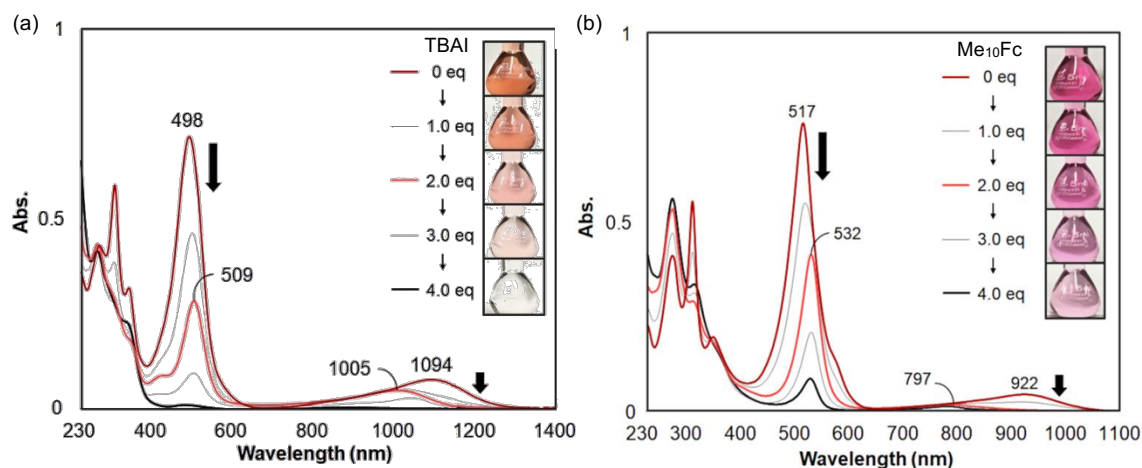 (a)
1
0.5
0
Abs.
498
509
1005
1094
TBAI
0 eq
1.0 eq
2.0 eq
3.0 eq
4.0 eq
230 400 600 800 1000 1200 1400
Wavelength (nm)
(b)
1
0.5
0
Abs.
517
532
797
922
Me₁₀Fc
0 eq
1.0 eq
2.0 eq
3.0 eq
4.0 eq
230 300 400 500 600 700 800 900 1000 1100
Wavelength (nm)